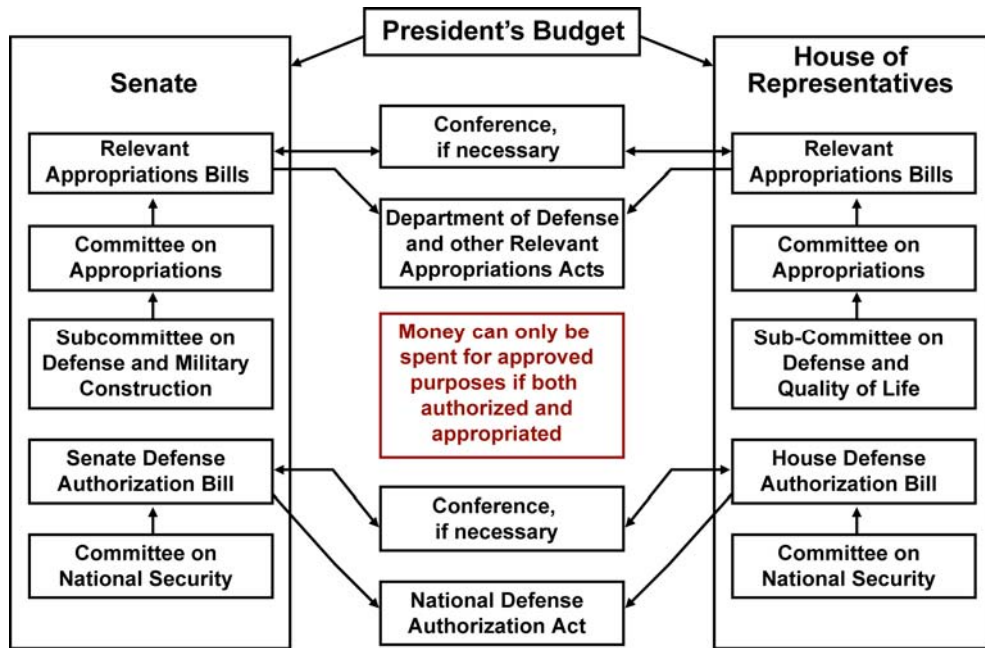 President's Budget
Senate
Relevant
Appropriations Bills
Committee on
Appropriations
Subcommittee on
Defense and Military
Construction
Senate Defense
Authorization Bill
Committee on
National Security
Conference,
if necessary
Department of Defense
and other Relevant
Appropriations Acts
Money can only be
spent for approved
purposes if both
authorized and
appropriated
Conference,
if necessary
National Defense
Authorization Act
House of
Representatives
Relevant
Appropriations Bills
Committee on
Appropriations
Sub-Committee on
Defense and
Quality of Life
House Defense
Authorization Bill
Committee on
National Security